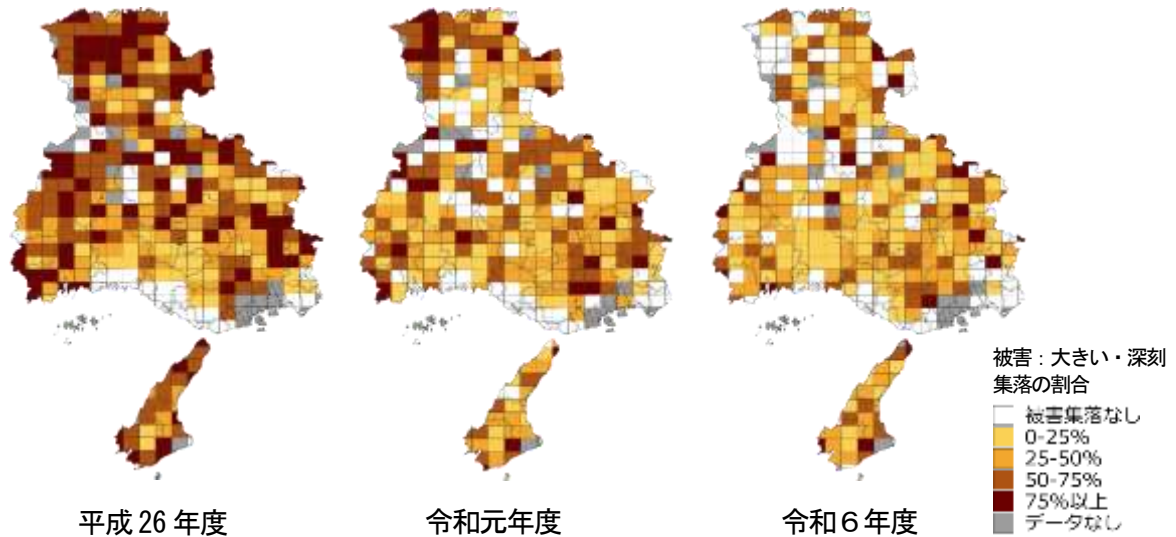 被害：大きい・深刻
集落の割合
被害集落なし
0-25%
25-50%
50-75%
75%以上
データなし
平成26年度
令和元年度
令和６年度